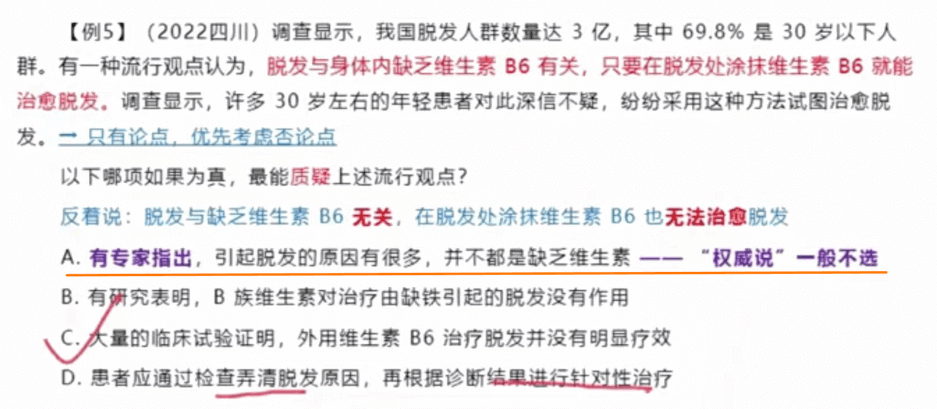 【例5】（2022四川）调查显示，我国脱发人群数量达 3 亿，其中 69.8% 是 30 岁以下人
群。有一种流行观点认为，脱发与身体内缺乏维生素 B6 有关，只要在脱发处涂抹维生素 B6 就能
治愈脱发。调查显示，许多 30 岁左右的年轻患者对此深信不疑，纷纷采用这种方法试图治愈脱
发。→ 只有论点，优先考虑否论点
以下哪项如果为真，最能质疑上述流行观点？
反着说：脱发与缺乏维生素 B6 无关，在脱发处涂抹维生素 B6 也无法治愈脱发
A. 有专家指出，引起脱发的原因有很多，并不都是缺乏维生素 —— “权威说”一般不选
B. 有研究表明，B 族维生素对治疗由缺铁引起的脱发没有作用
C. 大量的临床试验证明，外用维生素 B6 治疗脱发并没有明显疗效
D. 患者应通过检查弄清脱发原因，再根据诊断结果进行针对性治疗